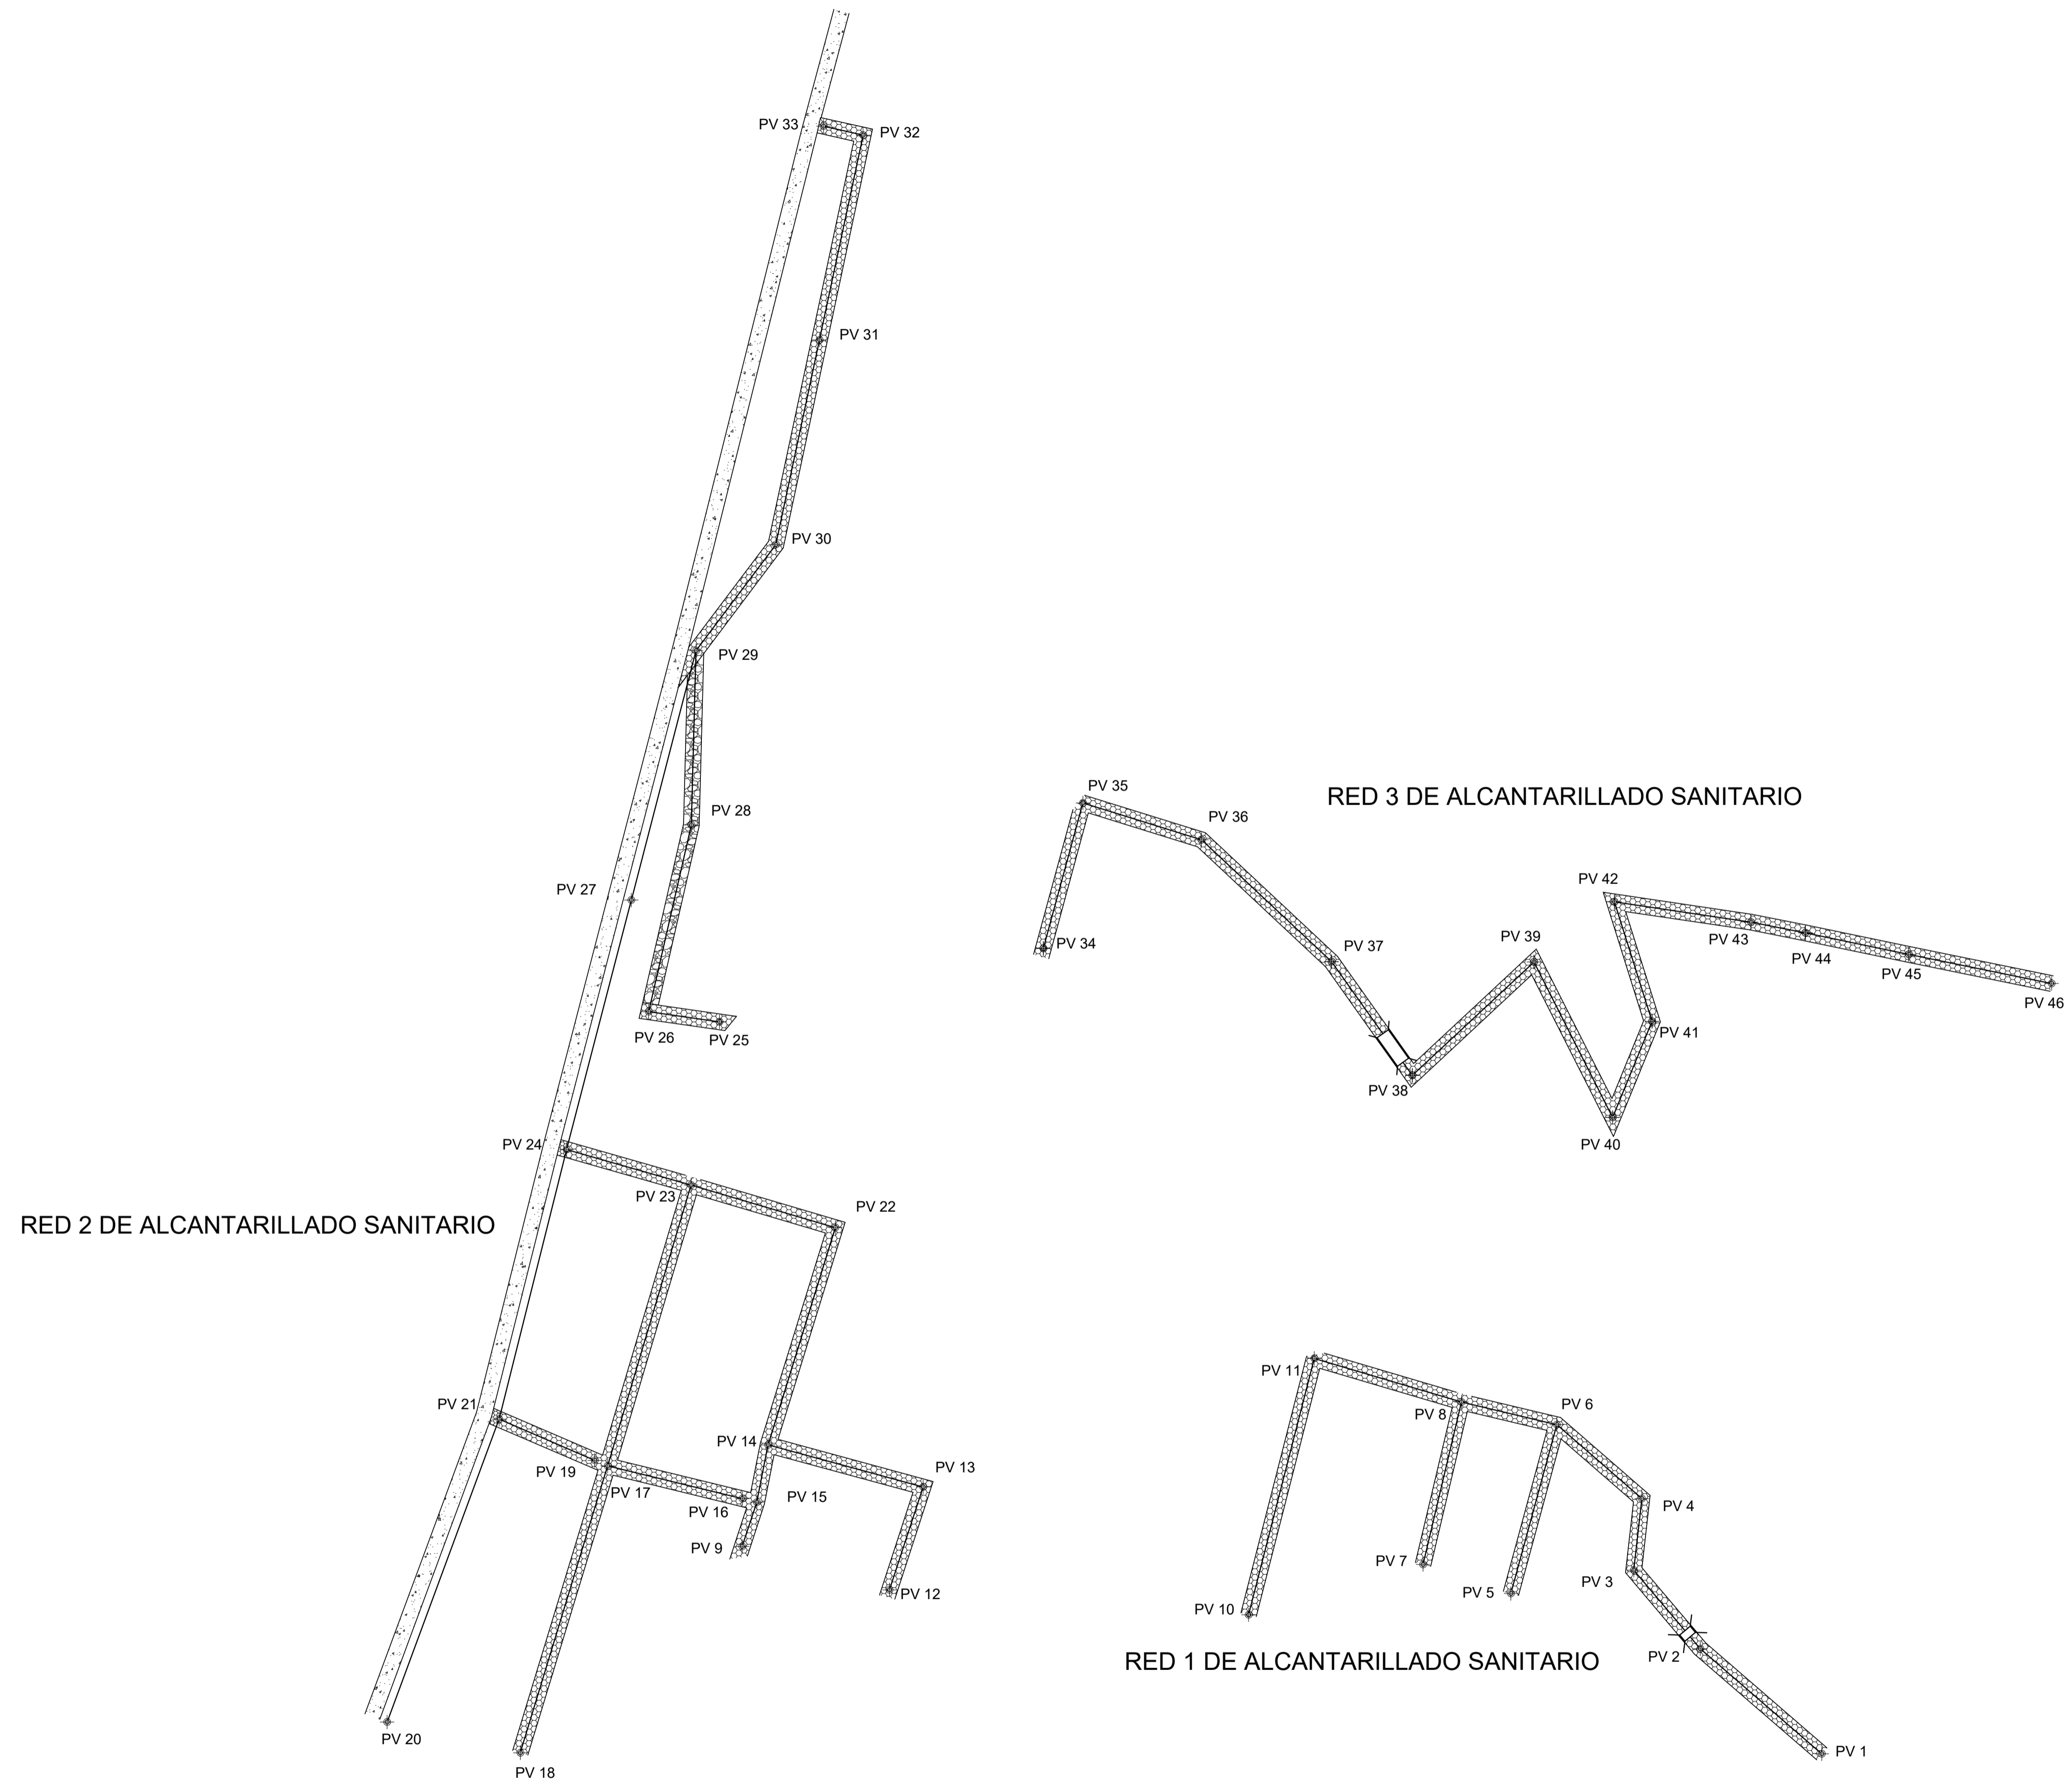 PV 33
PV 32
PV 31
PV 30
PV 29
PV 28
PV 27
PV 26
PV 25
PV 24
PV 23
PV 22
RED 2 DE ALCANTARILLADO SANITARIO
PV 21
PV 14
PV 13
PV 19
PV 17
PV 16
PV 15
PV 9
PV 12
PV 20
PV 18
PV 35
RED 3 DE ALCANTARILLADO SANITARIO
PV 36
PV 42
PV 39
PV 37
PV 34
PV 43
PV 44
PV 45
PV 46
PV 41
PV 38
PV 40
PV 11
PV 8
PV 6
PV 4
PV 7
PV 5
PV 3
PV 10
RED 1 DE ALCANTARILLADO SANITARIO
PV 2
PV 1